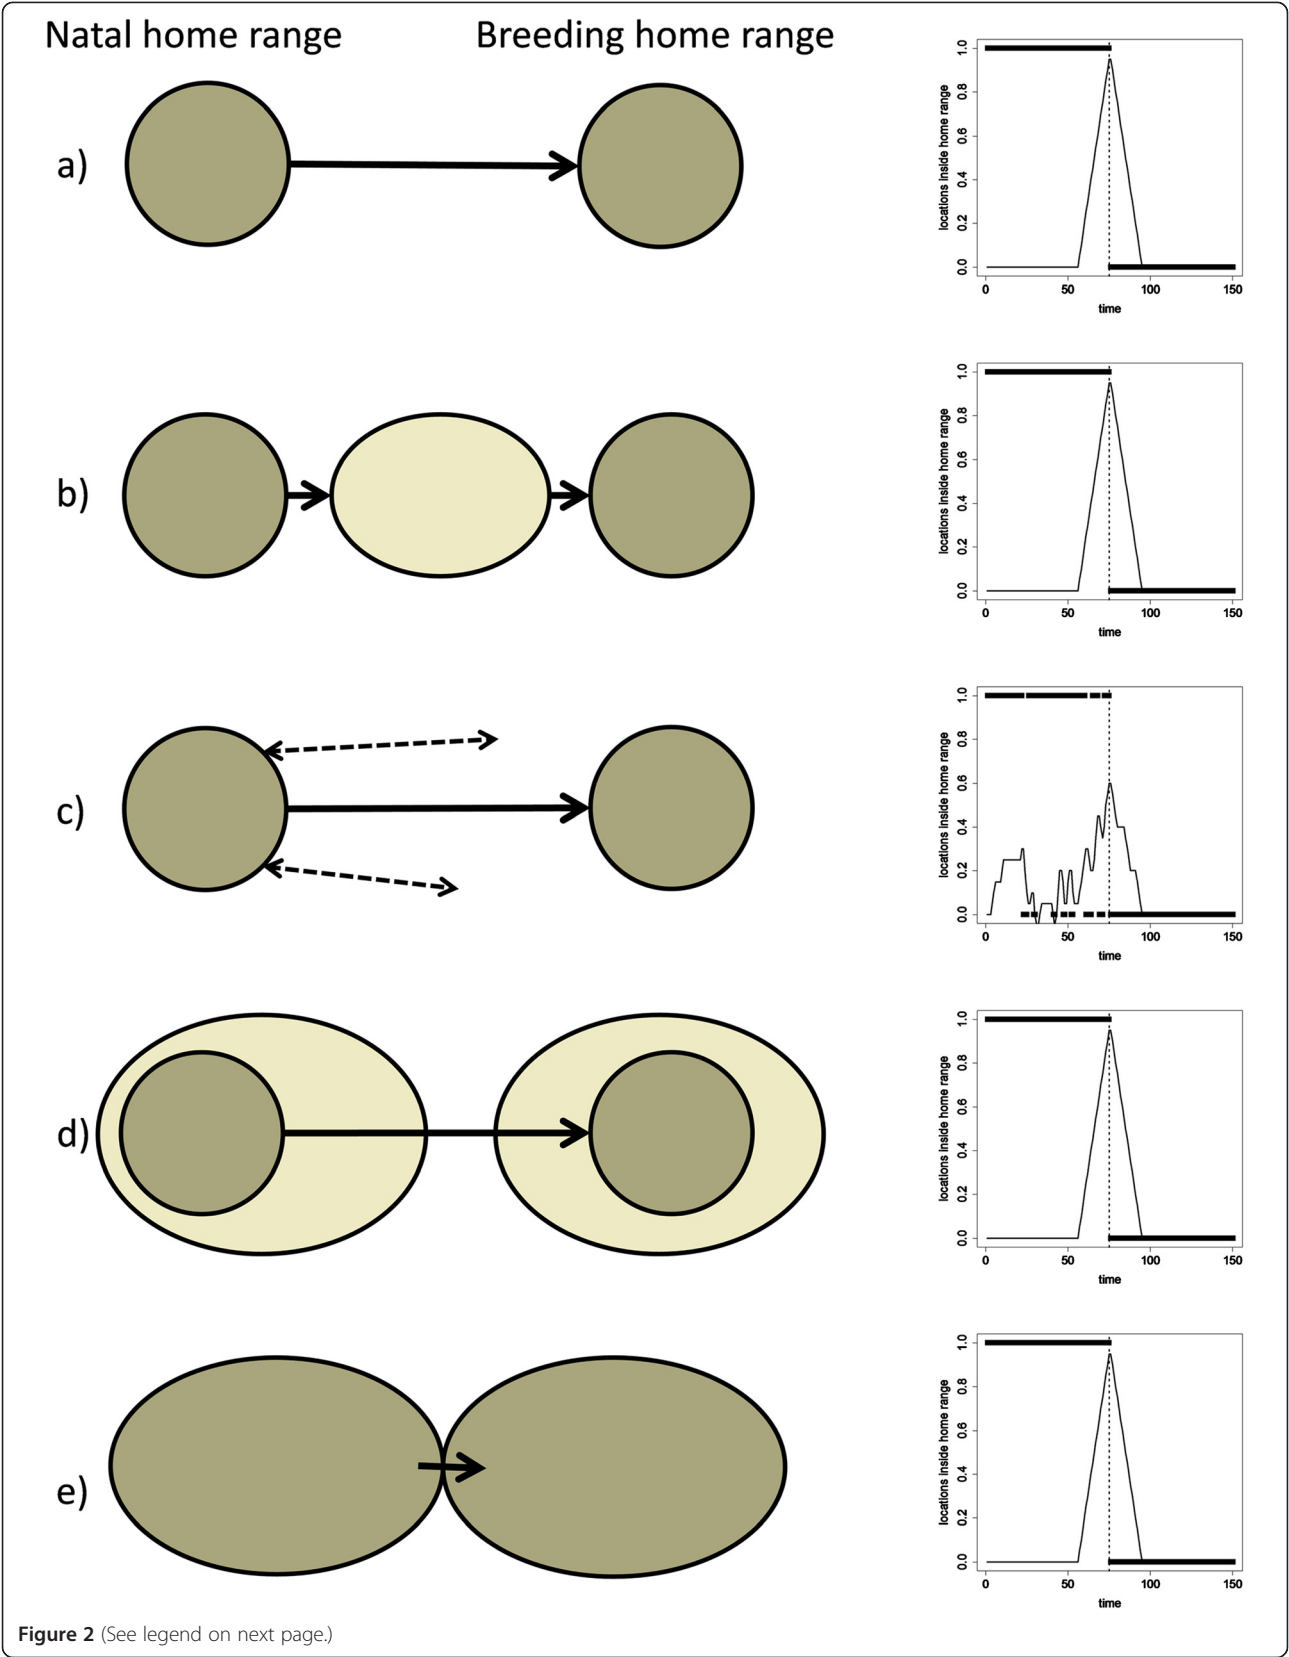 Natal home range Breeding home range
a)
locations inside home range
0.0 0.2 0.4 0.6 0.8 1.0
0 50 100 150
time
b)
locations inside home range
0.0 0.2 0.4 0.6 0.8 1.0
0 50 100 150
time
c)
locations inside home range
0.0 0.2 0.4 0.6 0.8 1.0
0 50 100 150
time
d)
locations inside home range
0.0 0.2 0.4 0.6 0.8 1.0
0 50 100 150
time
e)
locations inside home range
0.0 0.2 0.4 0.6 0.8 1.0
0 50 100 150
time
Figure 2 (See legend on next page.)